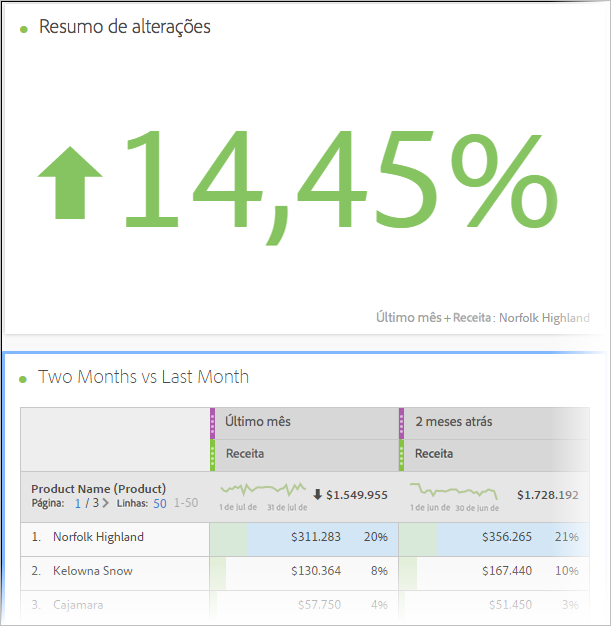 Resumo de alterações
14,45%
Último mês + Receita: Norfolk Highland
Two Months vs Last Month
Último mês 2 meses atrás
Receita Receita
Product Name (Product)
Página: 1 / 3 > Linhas: 50 1-50
1 de jul de 31 de jul de $1.549.955 1 de jun de 30 de jun de $1.728.192
1. Norfolk Highland $311.283 20% $356.265 21%
2. Kelowna Snow $130.364 8% $167.440 10%
3. Cajamara $57.750 4% $51.450 3%